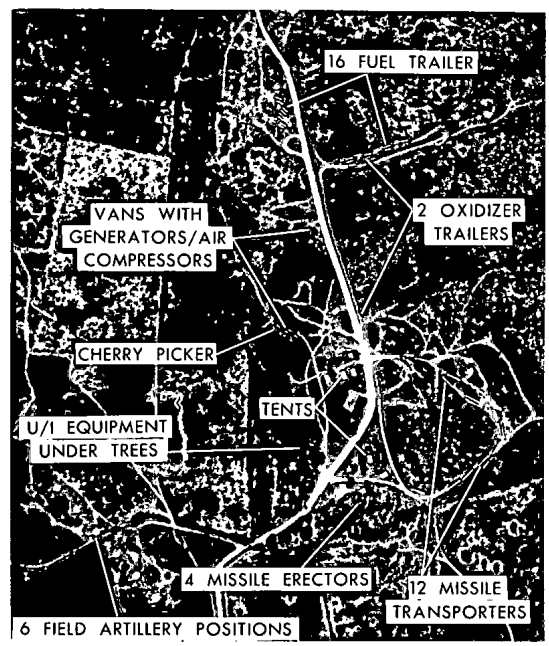 16 FUEL TRAILER
VANS WITH
GENERATORS/AIR
COMPRESSORS
2 OXIDIZER
TRAILERS
CHERRY PICKER
TENTS
U/I EQUIPMENT
UNDER TREES
4 MISSILE ERECTORS
12 MISSILE
TRANSPORTERS
6 FIELD ARTILLERY POSITIONS